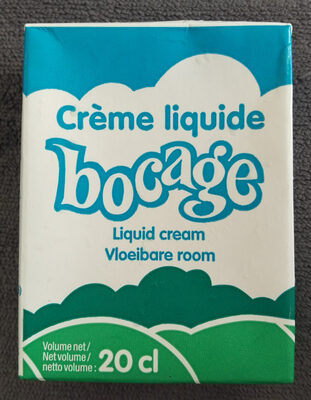 Crème liquide
bocage
Liquid cream
Vloeibare room
Volume net/
Net volume/
netto volume: 20 cl